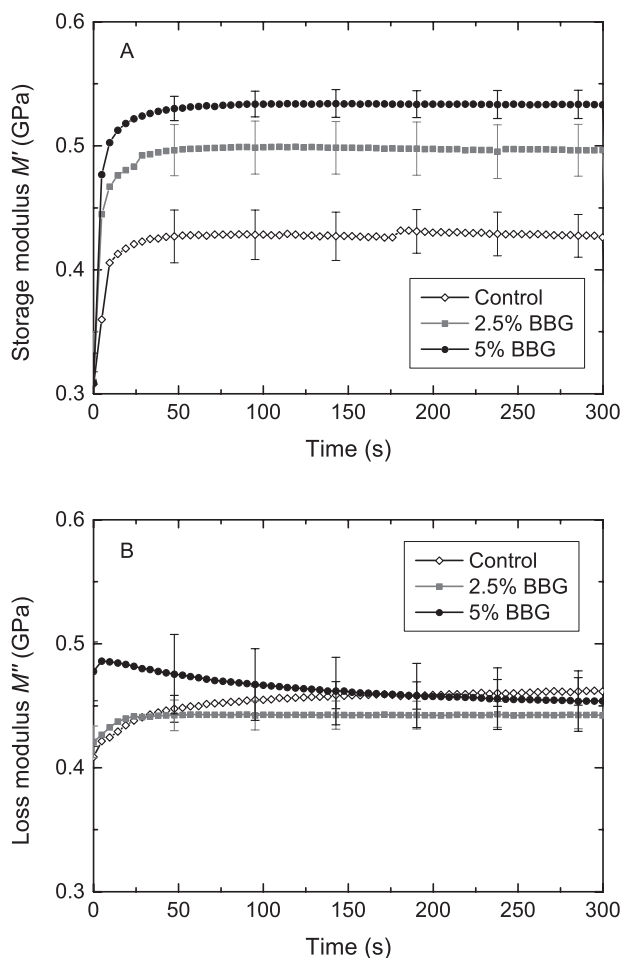 0.6
A
0.5
0.4
0.3
Storage modulus M′ (GPa)
Control
2.5% BBG
5% BBG
0 50 100 150 200 250 300
Time (s)
0.6
B
0.5
0.4
0.3
Loss modulus M″ (GPa)
Control
2.5% BBG
5% BBG
0 50 100 150 200 250 300
Time (s)